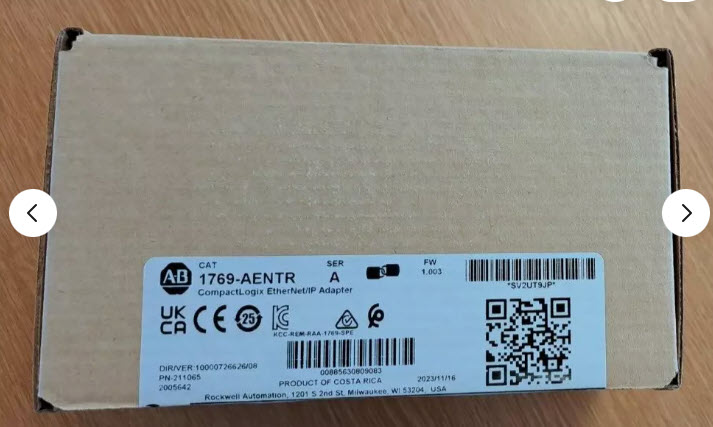 CAT
1769-AENTR
CompactLogix EtherNet/IP Adapter
SER
A
FW
1.003
*SV2UT9JP*
A·B
UK
CA
CE
25
KCC-REM-RAA-1769-SPE
DIR/VER:10000726626/08
PN-211065
2005642
00885630809083
PRODUCT OF COSTA RICA
2023/11/16
Rockwell Automation, 1201 S 2nd St, Milwaukee, WI 53204, USA